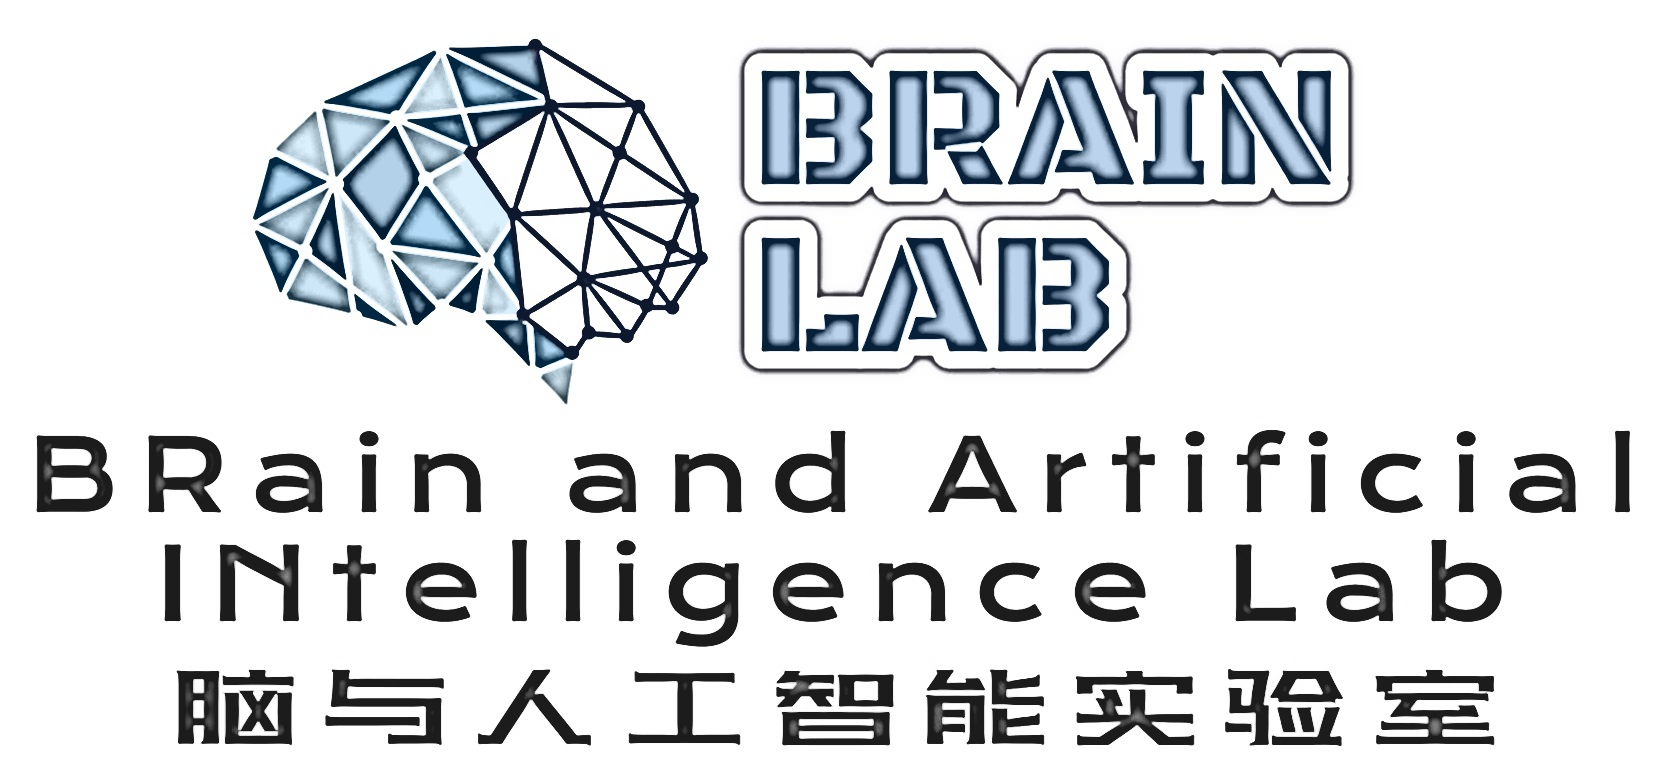 BRAIN
LAB
BRain and Artificial
INtelligence Lab
脑与人工智能实验室